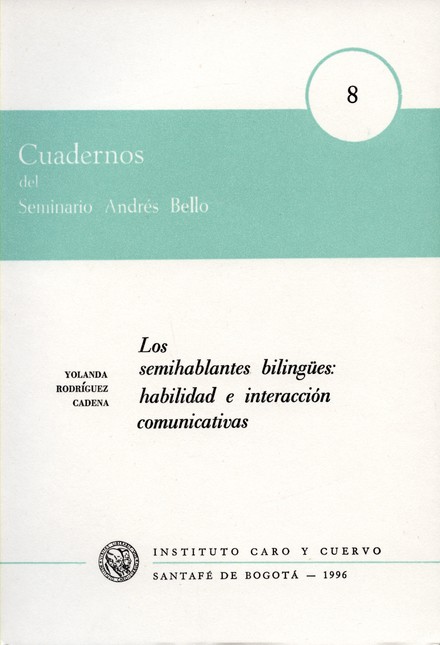 8
Cuadernos
del
Seminario Andrés Bello
Los
semihablantes bilingües:
habilidad e interacción
comunicativas
YOLANDA
RODRÍGUEZ
CADENA
INSTITUTO CARO Y CUERVO
SANTAFÉ DE BOGOTÁ — 1996